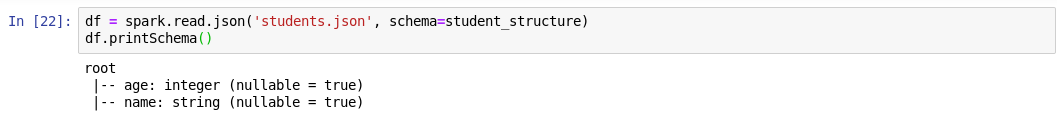 In [22]: df = spark.read.json('students.json', schema=student_structure)
df.printSchema()
root
 |-- age: integer (nullable = true)
 |-- name: string (nullable = true)